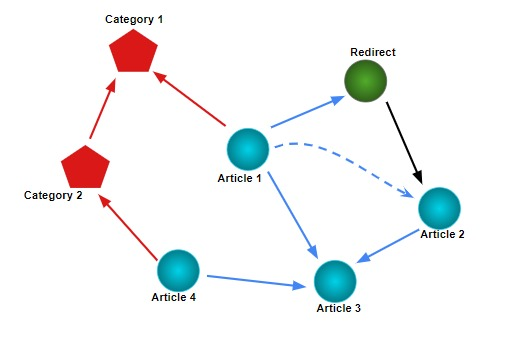 Category 1
Redirect
Article 1
Category 2
Article 2
Article 4
Article 3